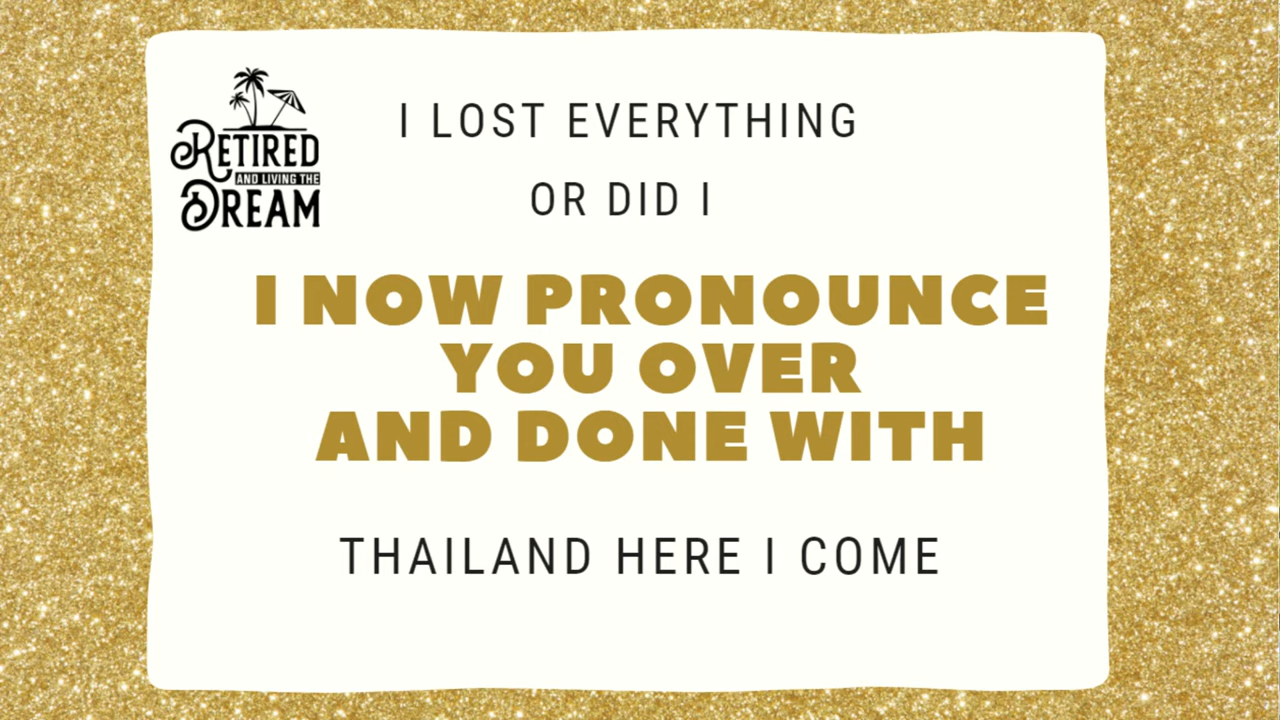 RETIRED
AND LIVING THE
DREAM
I LOST EVERYTHING
OR DID I
I NOW PRONOUNCE
YOU OVER
AND DONE WITH
THAILAND HERE I COME